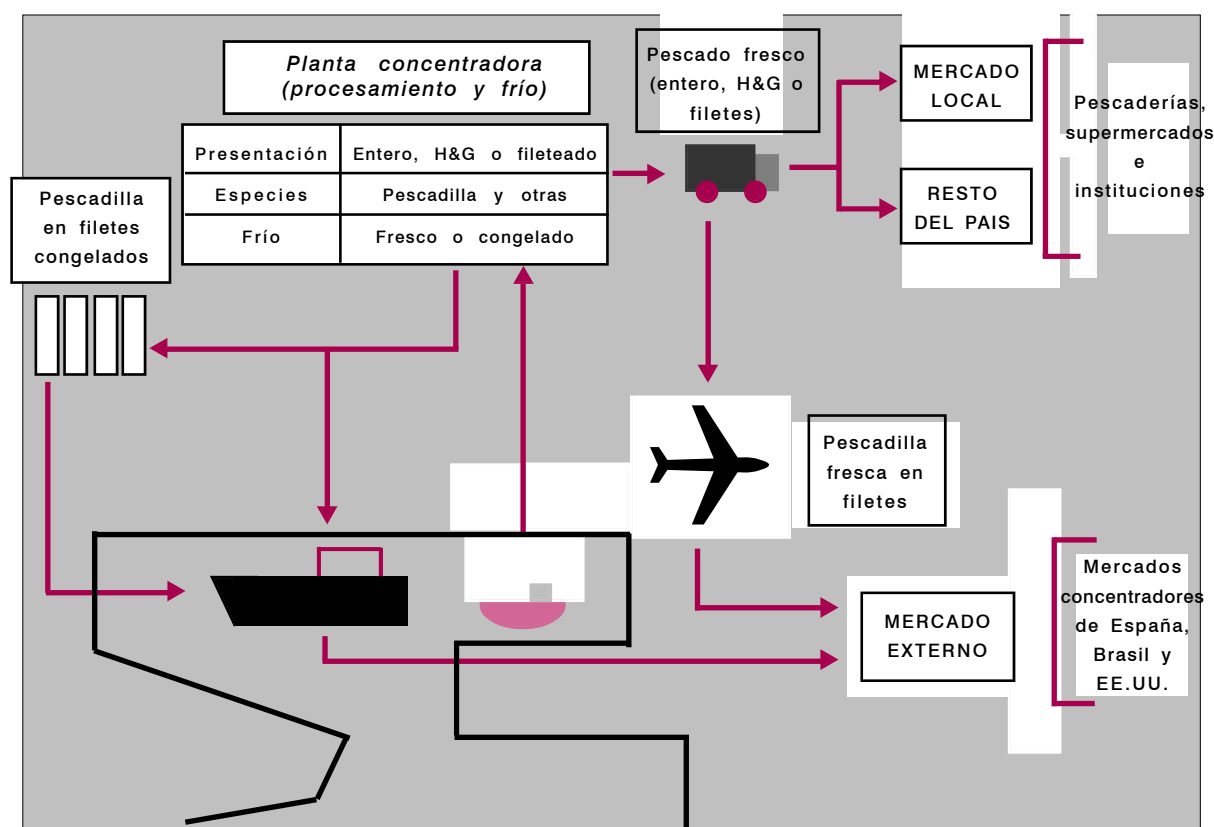 Planta concentradora
(procesamiento y frío)
Presentación Entero, H&G o fileteado
Especies Pescadilla y otras
Frío Fresco o congelado
Pescadilla
en filetes
congelados
Pescado fresco
(entero, H&G o
filetes)
MERCADO
LOCAL
RESTO
DEL PAIS
Pescaderías,
supermercados
e
instituciones
Pescadilla
fresca en
filetes
MERCADO
EXTERNO
Mercados
concentradores
de España,
Brasil y
EE.UU.